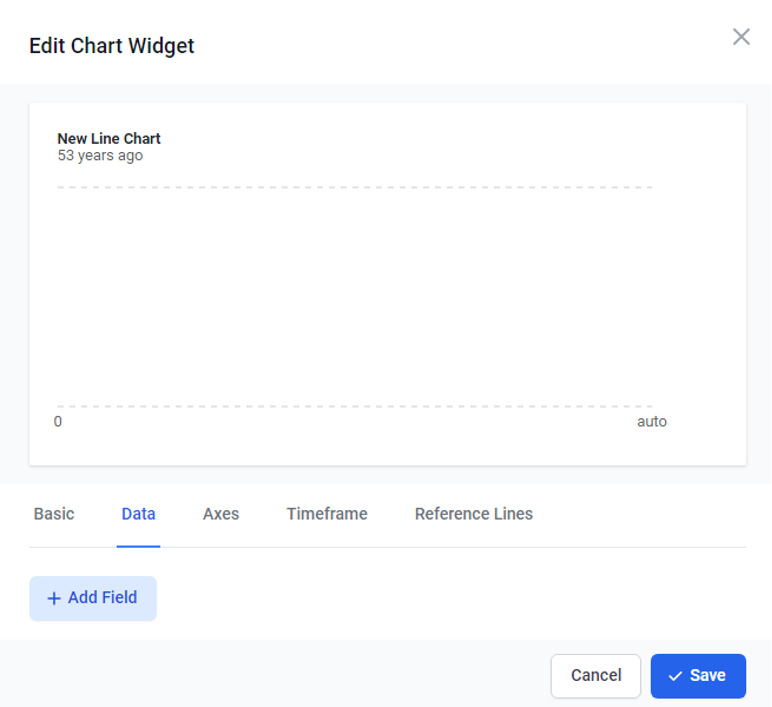 Edit Chart Widget
New Line Chart
53 years ago
0 auto
Basic Data Axes Timeframe Reference Lines
+ Add Field
Cancel Save